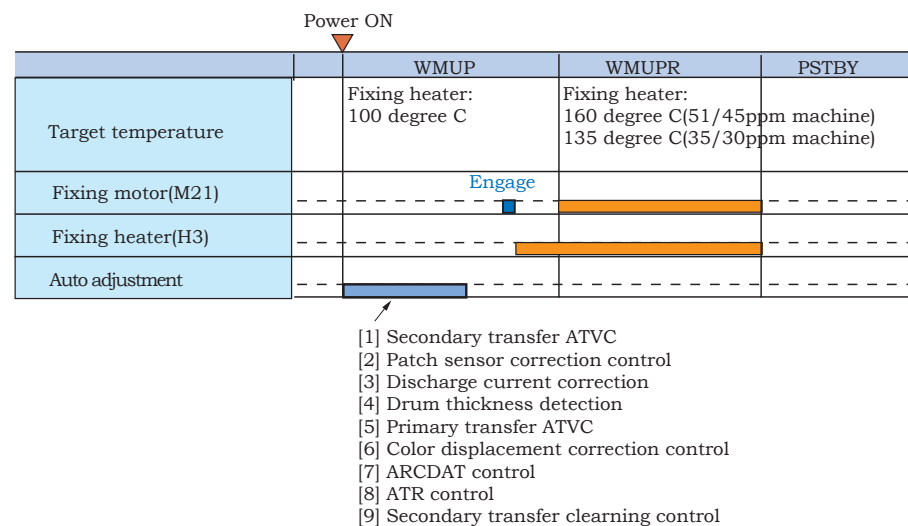 Power ON
WMUP WMUPR PSTBY
Target temperature
Fixing heater:
100 degree C
Fixing heater:
160 degree C(51/45ppm machine)
135 degree C(35/30ppm machine)
Fixing motor(M21)
Engage
Fixing heater(H3)
Auto adjustment
[1] Secondary transfer ATVC
[2] Patch sensor correction control
[3] Discharge current correction
[4] Drum thickness detection
[5] Primary transfer ATVC
[6] Color displacement correction control
[7] ARCDAT control
[8] ATR control
[9] Secondary transfer clearning control